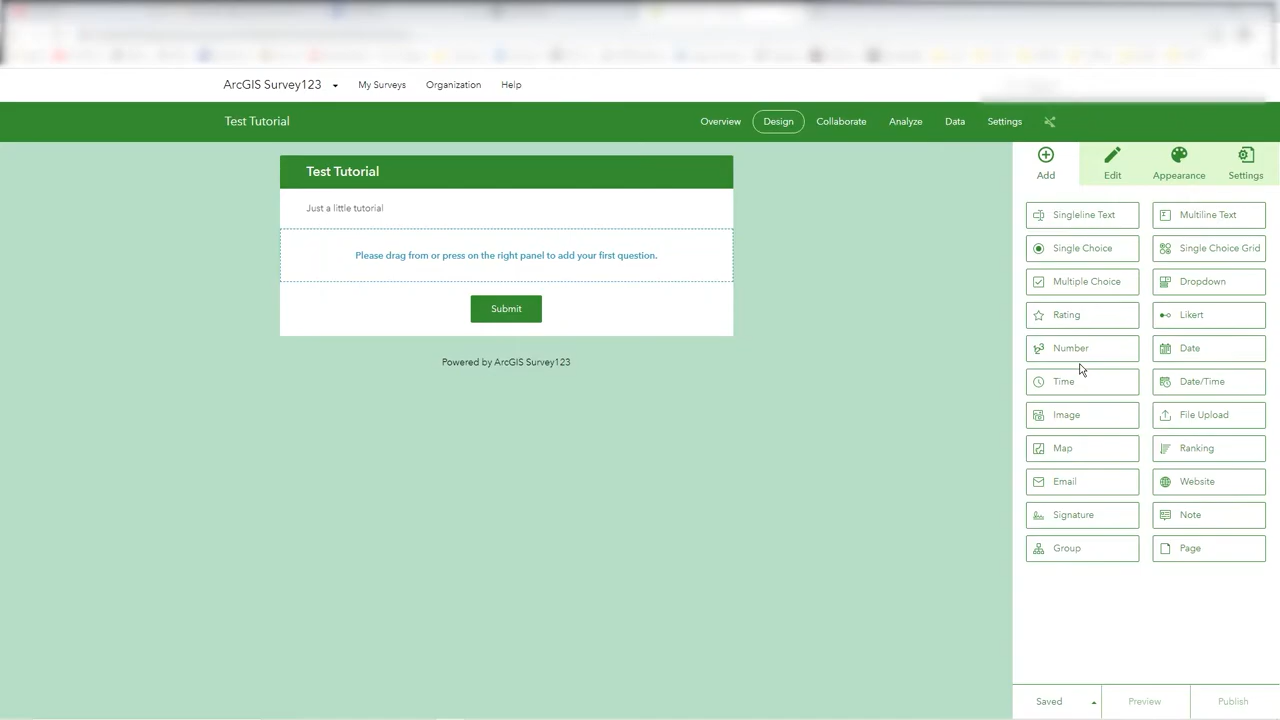 ArcGIS Survey123 My Surveys Organization Help
Test Tutorial Overview Design Collaborate Analyze Data Settings
Test Tutorial
Just a little tutorial
Please drag from or press on the right panel to add your first question.
Submit
Powered by ArcGIS Survey123
Add Edit Appearance Settings
Singleline Text Multiline Text
Single Choice Single Choice Grid
Multiple Choice Dropdown
Rating Likert
Number Date
Time Date/Time
Image File Upload
Map Ranking
Email Website
Signature Note
Group Page
Saved Preview Publish